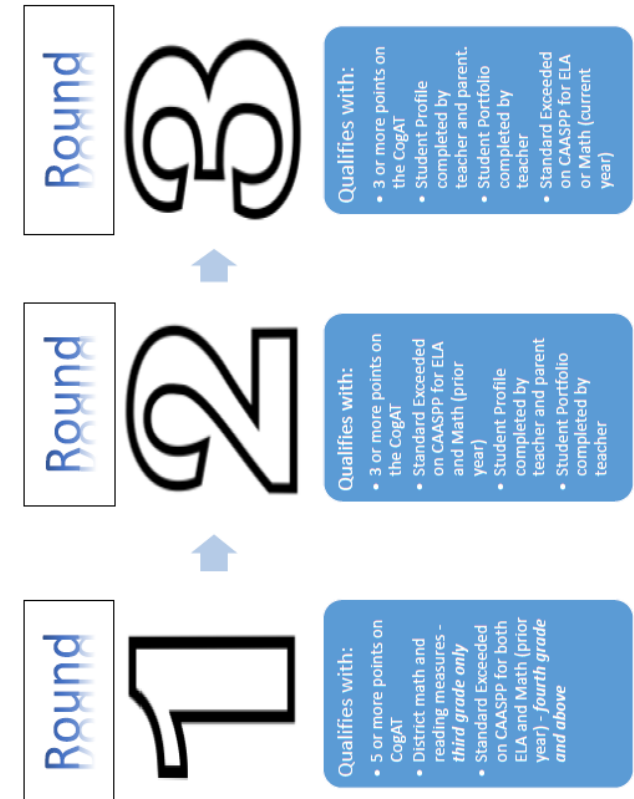 Round
1
Qualifies with:
• 5 or more points on
CogAT
• District math and
reading measures -
third grade only
• Standard Exceeded
on CAASPP for both
ELA and Math (prior
year) - fourth grade
and above
Round
2
Qualifies with:
• 3 or more points on
the CogAT
• Standard Exceeded
on CAASPP for ELA
and Math (prior
year)
• Student Profile
completed by
teacher and parent
• Student Portfolio
completed by
teacher
Round
3
Qualifies with:
• 3 or more points on
the CogAT
• Student Profile
completed by
teacher and parent.
• Student Portfolio
completed by
teacher
• Standard Exceeded
on CAASPP for ELA
or Math (current
year)